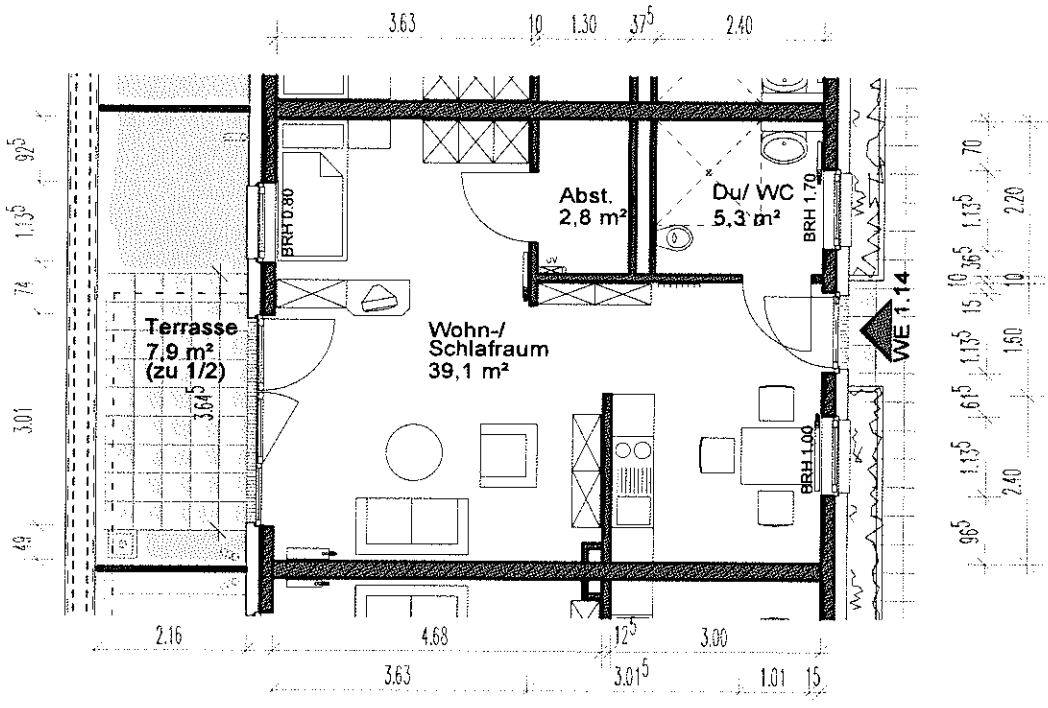 3.63 10 1.30 37⁵ 2.40
92⁵
1.13⁵
74
3.01
49
BRH 0.80
Abst.
2,8 m²
Du/ WC
5,3 m²
BRH 1.70
UV
Terrasse
7,9 m²
(zu 1/2)
3.64⁵
Wohn-/
Schlafraum
39,1 m²
WE 1.14
BRH 1.00
70
1.13⁵
36⁵
10
15
1.13⁵
61⁵
1.13⁵
96⁵
2.20
10
1.60
2.40
2.16 4.68 12⁵ 3.00
3.63 3.01⁵ 1.01 15